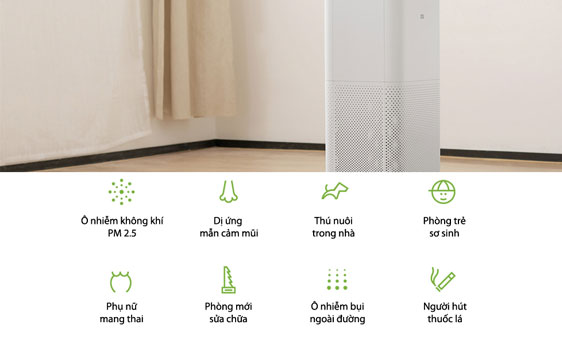 Ô nhiễm không khí
PM 2.5
Dị ứng
mẫn cảm mũi
Thú nuôi
trong nhà
Phòng trẻ
sơ sinh
Phụ nữ
mang thai
Phòng mới
sửa chữa
Ô nhiễm bụi
ngoài đường
Người hút
thuốc lá